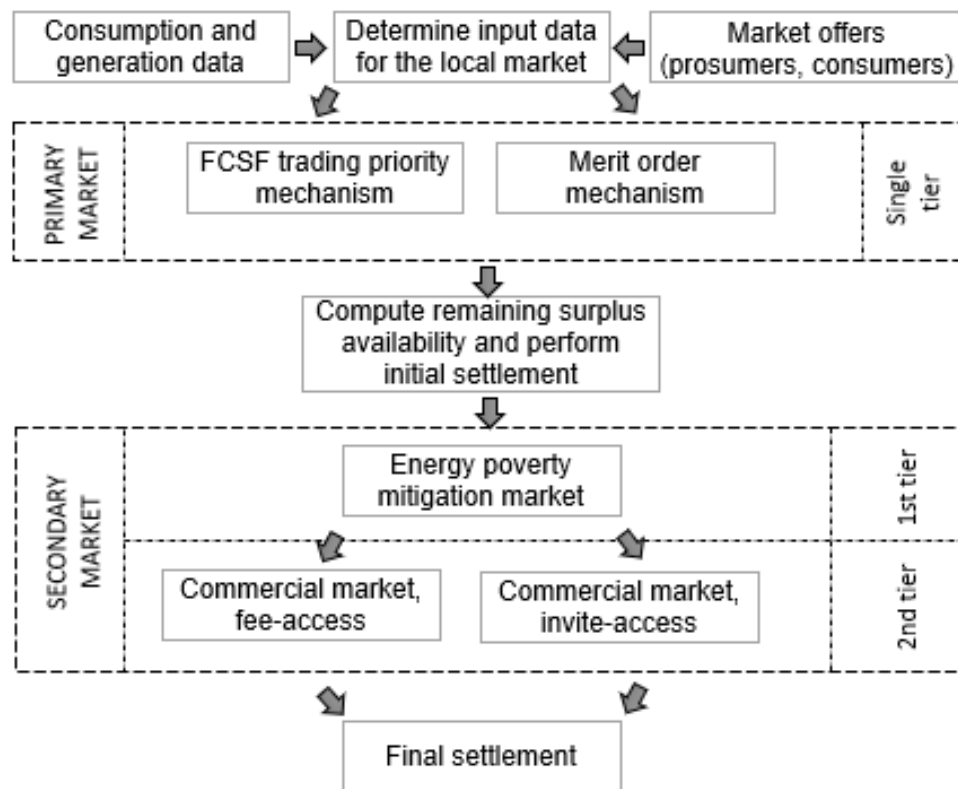 Consumption and
generation data
Determine input data
for the local market
Market offers
(prosumers, consumers)
PRIMARY
MARKET
FCSF trading priority
mechanism
Merit order
mechanism
Single
tier
Compute remaining surplus
availability and perform
initial settlement
SECONDARY
MARKET
Energy poverty
mitigation market
1st tier
Commercial market,
fee-access
Commercial market,
invite-access
2nd tier
Final settlement